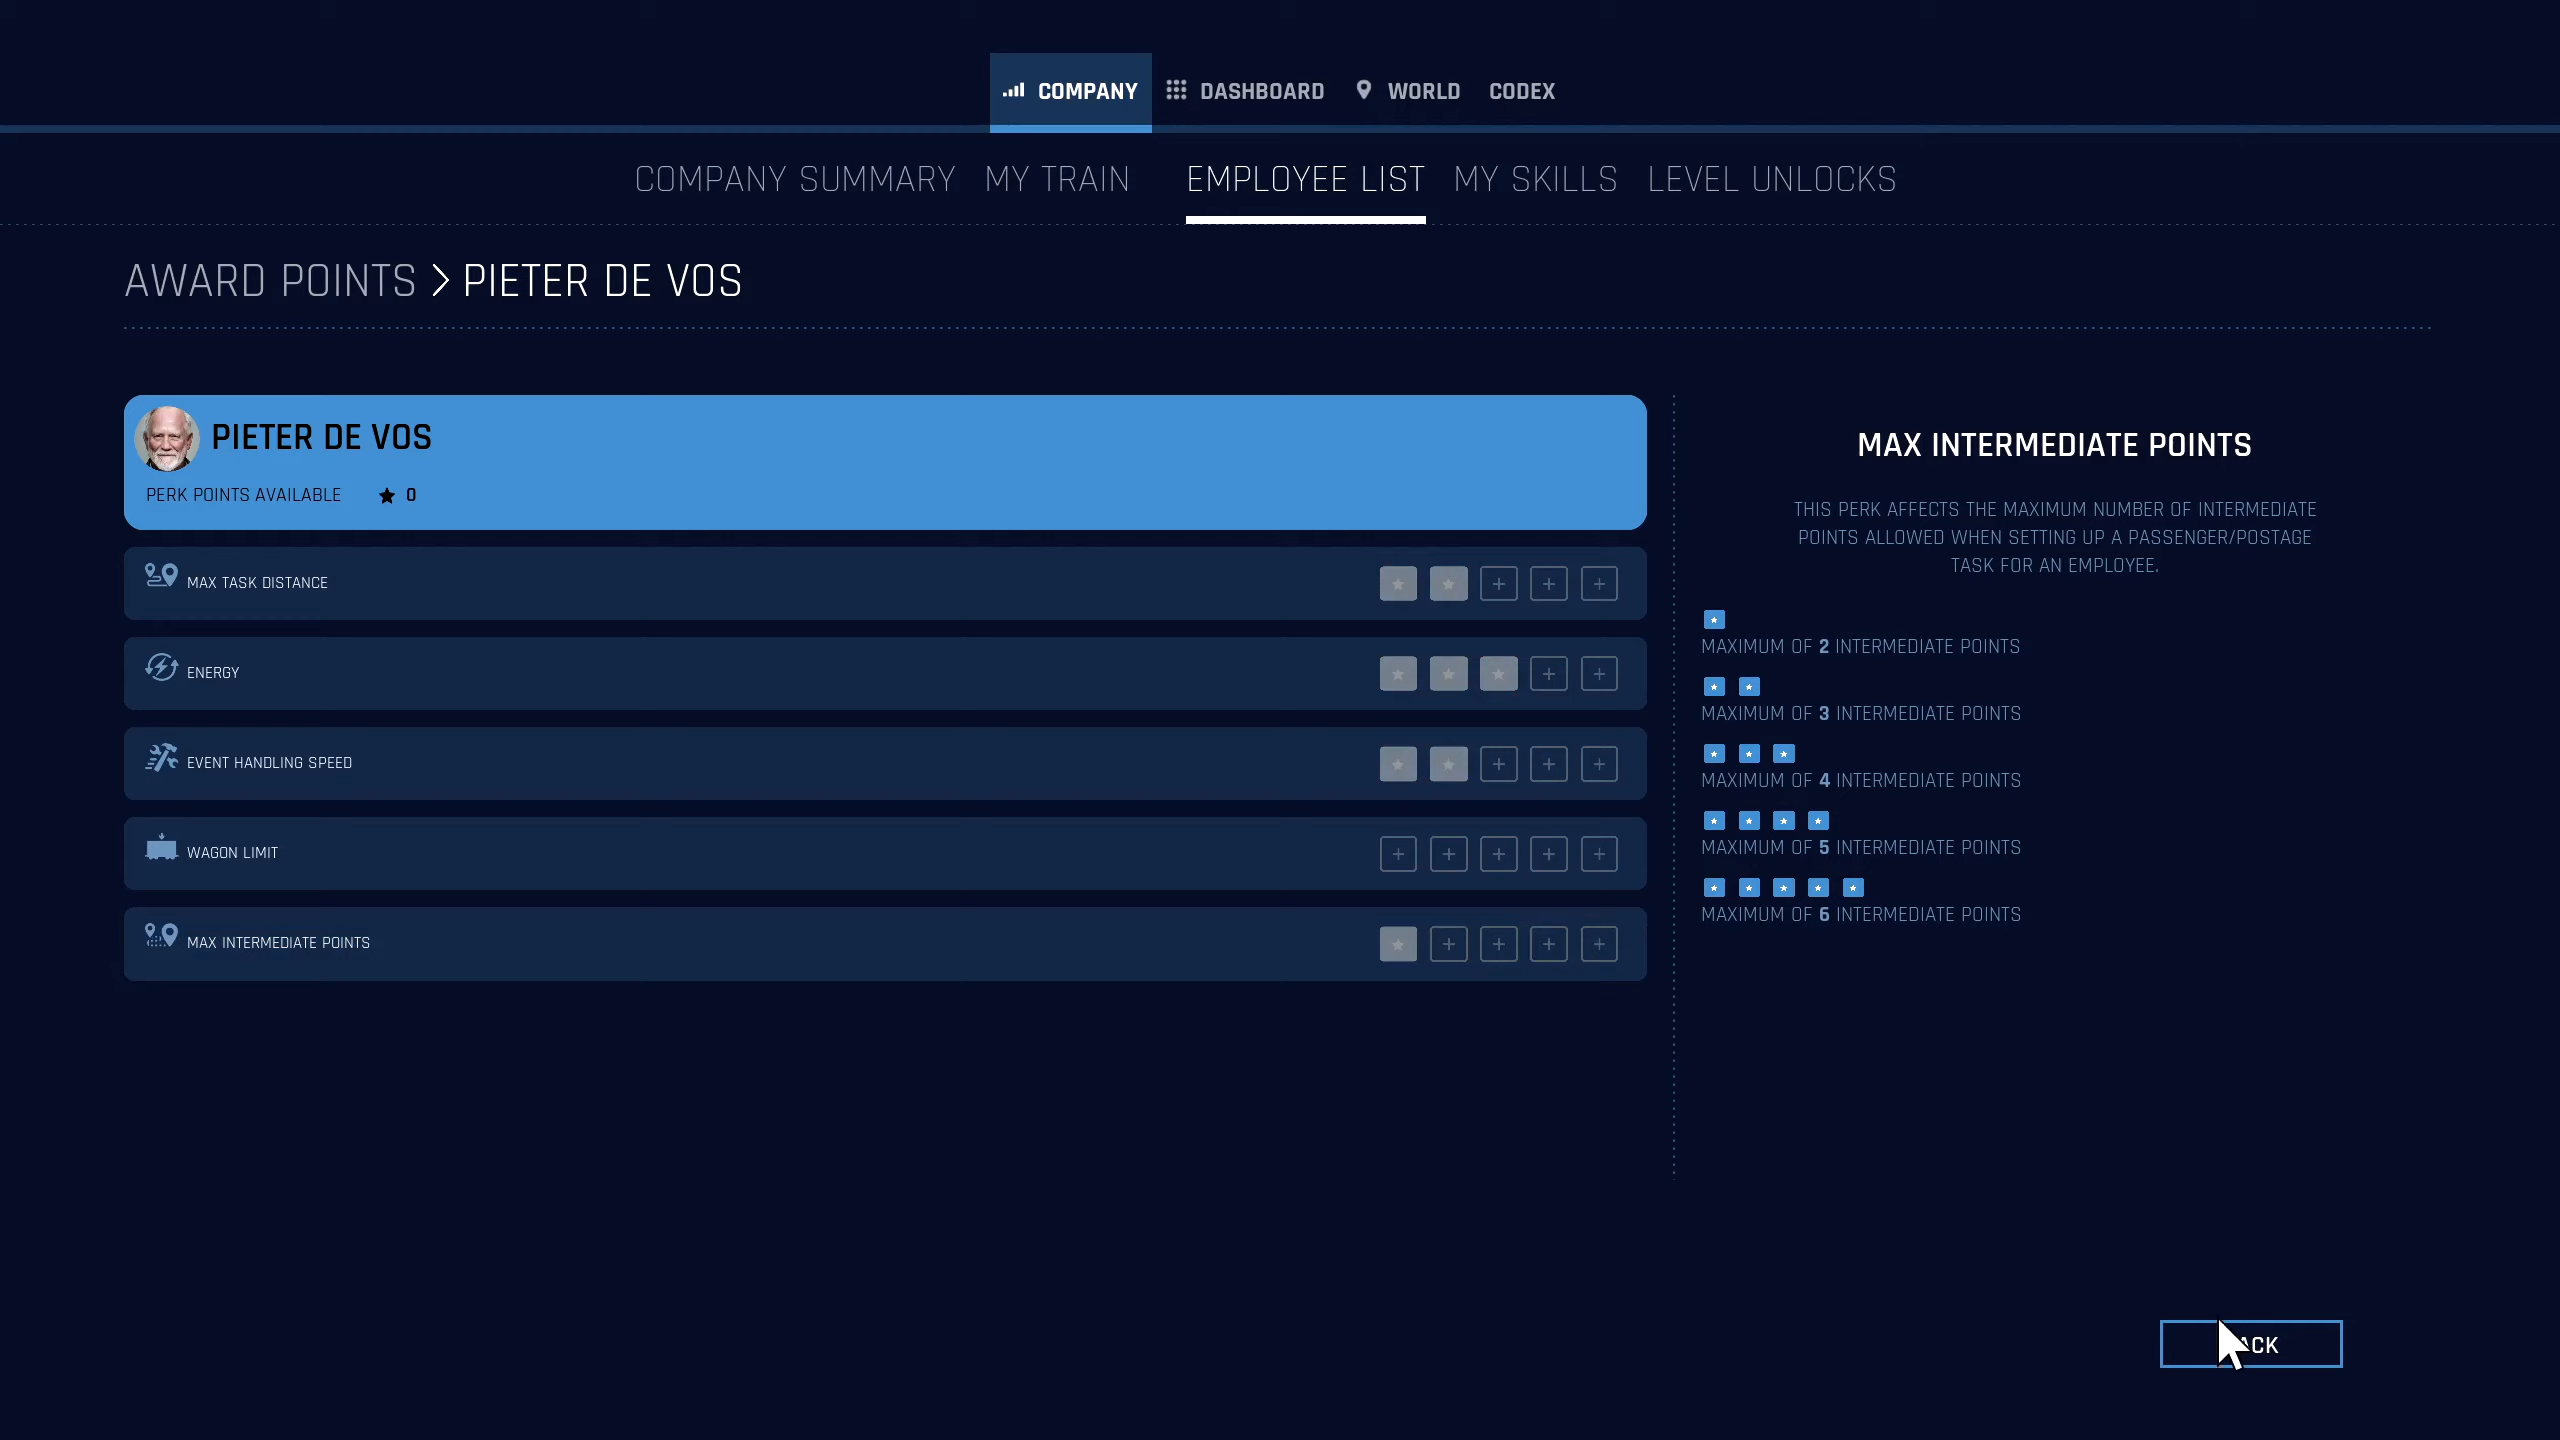 COMPANY
DASHBOARD
WORLD
CODEX
COMPANY SUMMARY
MY TRAIN
EMPLOYEE LIST
MY SKILLS
LEVEL UNLOCKS
AWARD POINTS > PIETER DE VOS
PIETER DE VOS
PERK POINTS AVAILABLE ★ 0
MAX TASK DISTANCE
ENERGY
EVENT HANDLING SPEED
WAGON LIMIT
MAX INTERMEDIATE POINTS
MAX INTERMEDIATE POINTS
THIS PERK AFFECTS THE MAXIMUM NUMBER OF INTERMEDIATE
POINTS ALLOWED WHEN SETTING UP A PASSENGER/POSTAGE
TASK FOR AN EMPLOYEE.
MAXIMUM OF 2 INTERMEDIATE POINTS
MAXIMUM OF 3 INTERMEDIATE POINTS
MAXIMUM OF 4 INTERMEDIATE POINTS
MAXIMUM OF 5 INTERMEDIATE POINTS
MAXIMUM OF 6 INTERMEDIATE POINTS